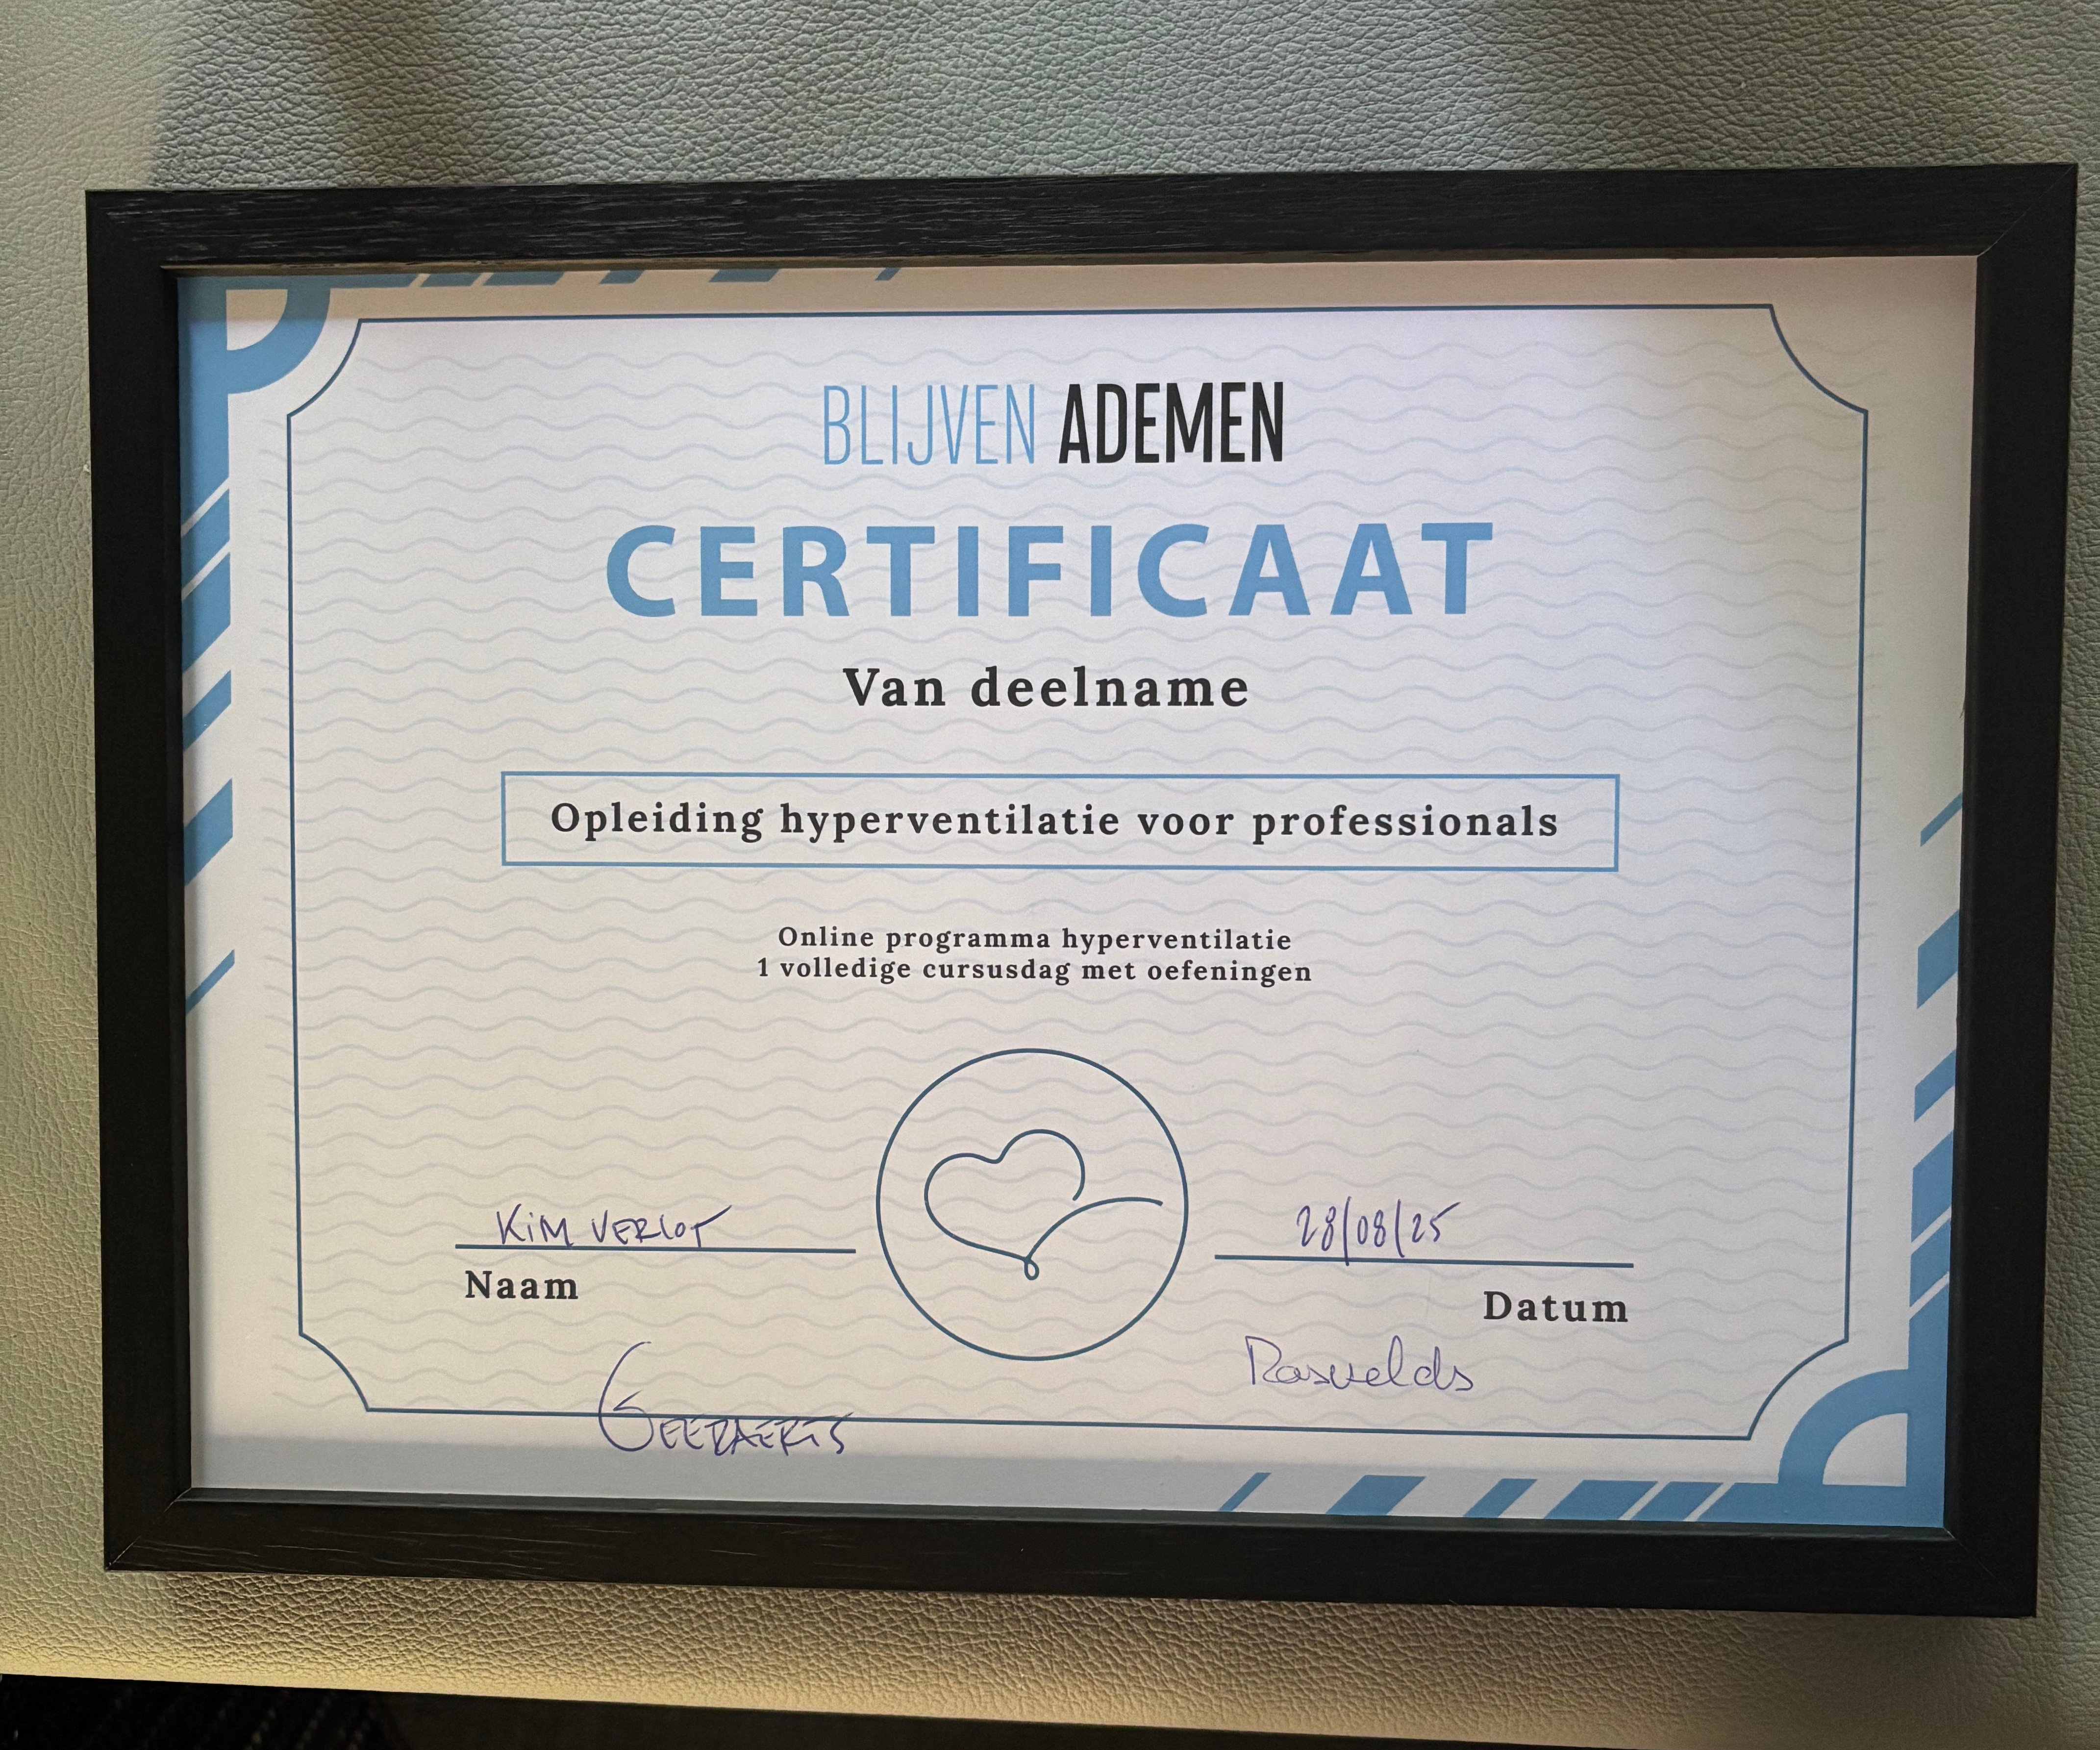 BLIJVEN ADEMEN
CERTIFICAAT
Van deelname
Opleiding hyperventilatie voor professionals
Online programma hyperventilatie
1 volledige cursusdag met oefeningen
KiM VERLOT
28/08/25
Naam
Datum
Rasvelds
GEERAERTS